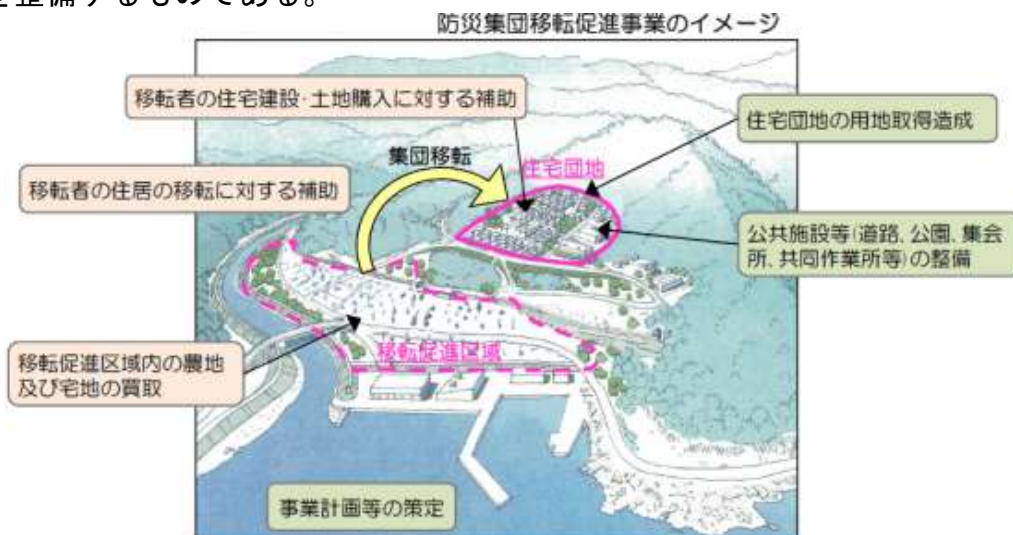 を整備するものである。
防災集団移転促進事業のイメージ
移転者の住宅建設・土地購入に対する補助
住宅団地の用地取得造成
集団移転
住宅団地
移転者の住居の移転に対する補助
公共施設等(道路、公園、集会
所、共同作業所等)の整備
移転促進区域
移転促進区域内の農地
及び宅地の買取
事業計画等の策定